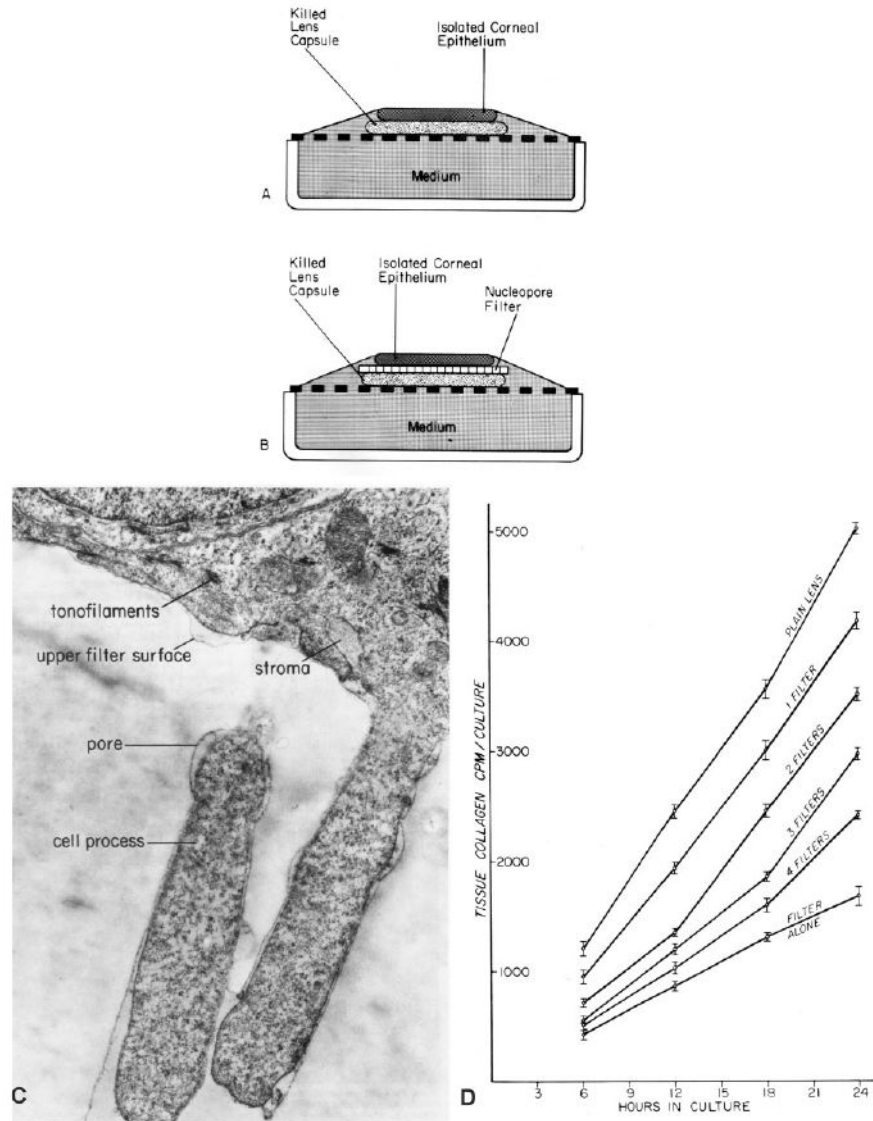 Killed
Lens
Capsule
Isolated Corneal
Epithelium
Medium
A
Killed
Lens
Capsule
Isolated Corneal
Epithelium
Nucleopore
Filter
Medium
B
tonofilaments
upper filter surface
stroma
pore
cell process
C
TISSUE COLLAGEN CPM/CULTURE
5000
4000
3000
2000
1000
PLAIN LENS
1 FILTER
2 FILTERS
3 FILTERS
4 FILTERS
FILTER
ALONE
3 6 9 12 15 18 21 24
HOURS IN CULTURE
D